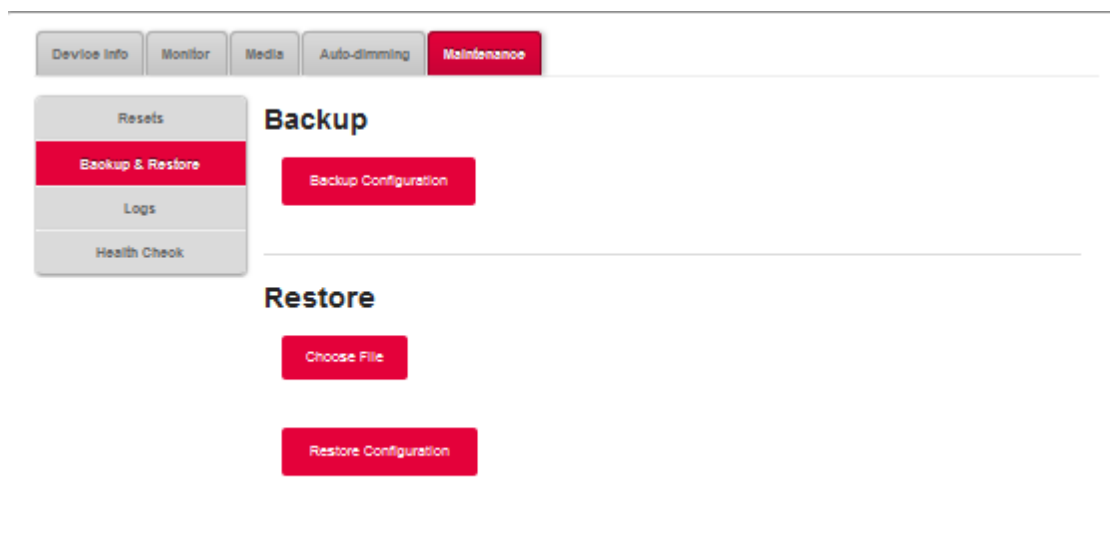 Device Info Monitor Media Auto-dimming Maintenance
Resets
Backup & Restore
Logs
Health Check
Backup
Backup Configuration
Restore
Choose File
Restore Configuration